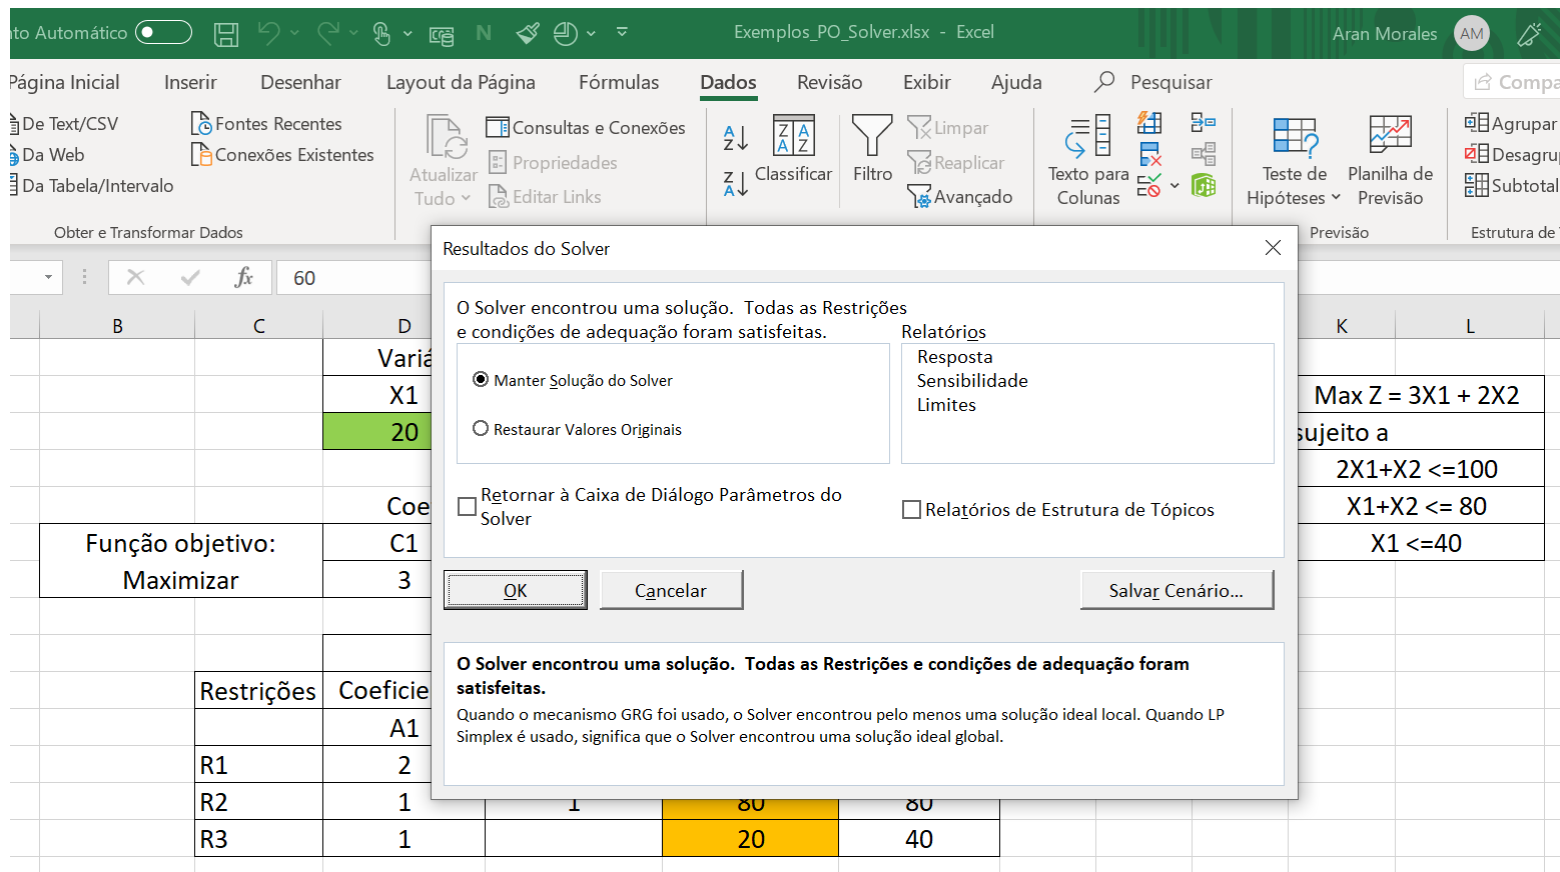 nto Automático
Exemplos_PO_Solver.xlsx - Excel
Aran Morales
AM
Página Inicial Inserir Desenhar Layout da Página Fórmulas Dados Revisão Exibir Ajuda Pesquisar
De Text/CSV
Da Web
Da Tabela/Intervalo
Fontes Recentes
Conexões Existentes
Obter e Transformar Dados
Atualizar
Tudo
Consultas e Conexões
Propriedades
Editar Links
Classificar
Filtro
Limpar
Reaplicar
Avançado
Texto para
Colunas
Teste de
Hipóteses
Planilha de
Previsão
Previsão
Agrupar
Desagru
Subtotal
Estrutura de
fx 60
B C D K L
X1
20
Função objetivo:
Maximizar
C1
3
Restrições
A1
R1 2
R2 1 1 80 80
R3 1 20 40
Max Z = 3X1 + 2X2
sujeito a
2X1+X2 <=100
X1+X2 <= 80
X1 <=40
Resultados do Solver
O Solver encontrou uma solução. Todas as Restrições
e condições de adequação foram satisfeitas.
Manter Solução do Solver
Restaurar Valores Originais
Relatórios
Resposta
Sensibilidade
Limites
Retornar à Caixa de Diálogo Parâmetros do
Solver
Relatórios de Estrutura de Tópicos
OK
Cancelar
Salvar Cenário...
O Solver encontrou uma solução. Todas as Restrições e condições de adequação foram
satisfeitas.
Quando o mecanismo GRG foi usado, o Solver encontrou pelo menos uma solução ideal local. Quando LP
Simplex é usado, significa que o Solver encontrou uma solução ideal global.